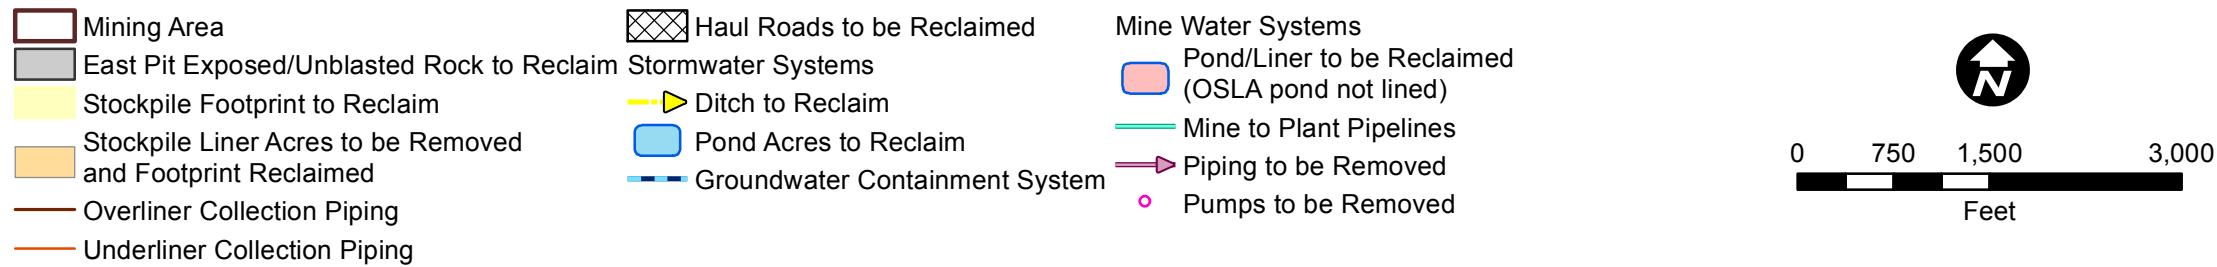 Mining Area
East Pit Exposed/Unblasted Rock to Reclaim
Stockpile Footprint to Reclaim
Stockpile Liner Acres to be Removed
and Footprint Reclaimed
Overliner Collection Piping
Underliner Collection Piping
Haul Roads to be Reclaimed
Stormwater Systems
Ditch to Reclaim
Pond Acres to Reclaim
Groundwater Containment System
Mine Water Systems
Pond/Liner to be Reclaimed
(OSLA pond not lined)
Mine to Plant Pipelines
Piping to be Removed
Pumps to be Removed
N
0 750 1,500 3,000
Feet